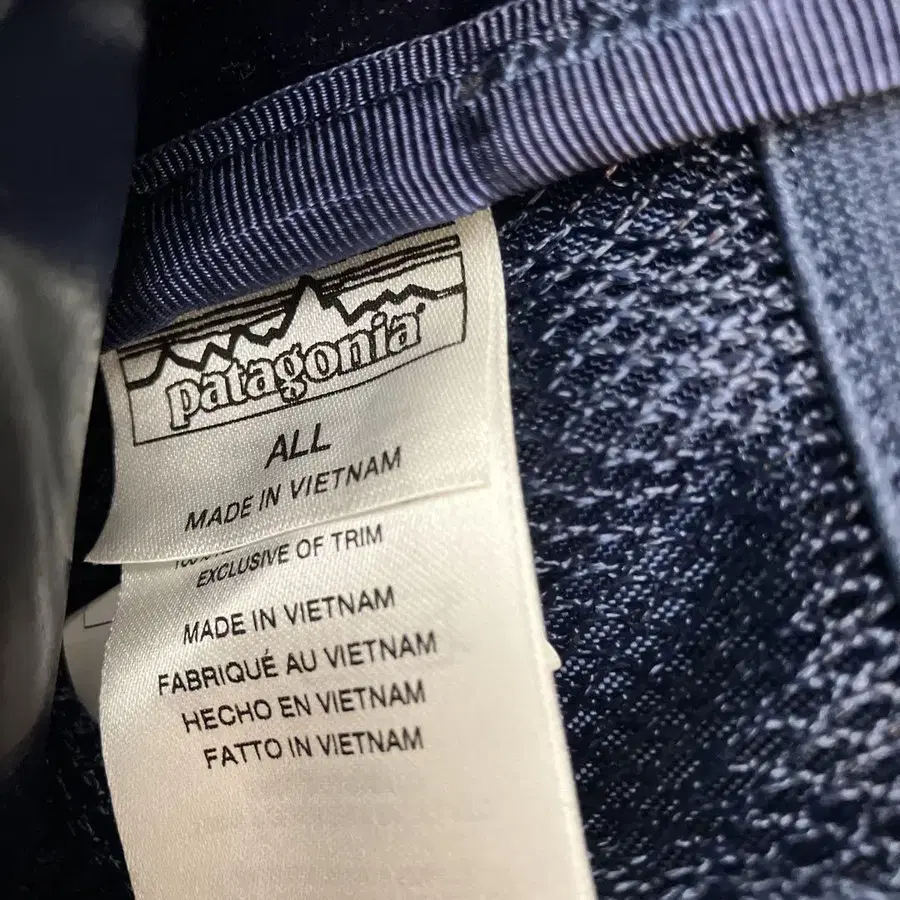 patagonia
ALL
MADE IN VIETNAM
EXCLUSIVE OF TRIM
MADE IN VIETNAM
FABRIQUÉ AU VIETNAM
HECHO EN VIETNAM
FATTO IN VIETNAM